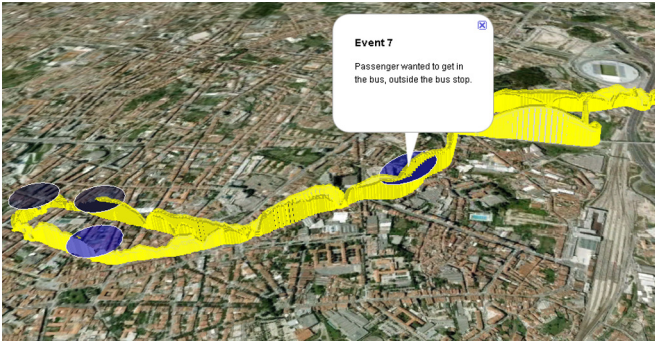 Event 7
Passenger wanted to get in
the bus, outside the bus stop.